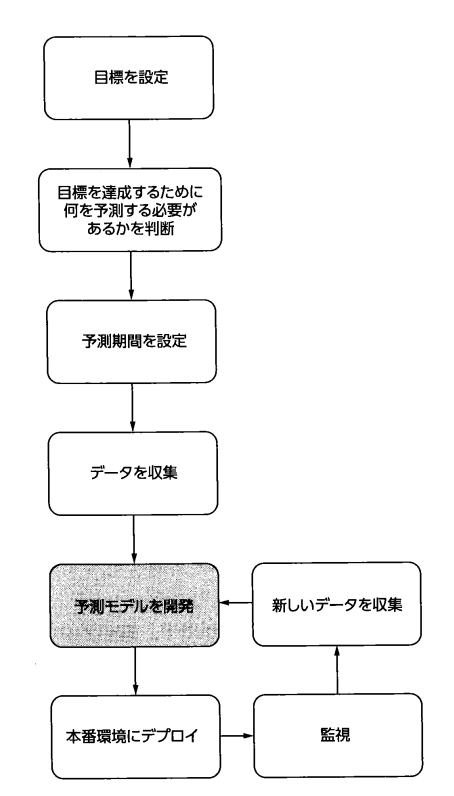 目標を設定
目標を達成するために
何を予測する必要が
あるかを判断
予測期間を設定
データを収集
予測モデルを開発
新しいデータを収集
本番環境にデプロイ
監視